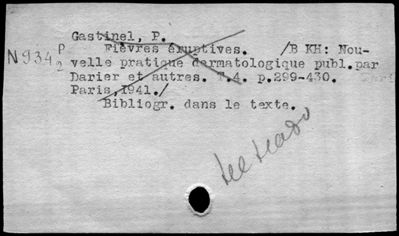 Gastinel, P.
Fièvres éruptives. /В КН: Nou-
N934 P/2 velle pratique dermatologique publ.par
Darier et autres. T.4. p.299-430.
Paris,1941./
Bibliogr. dans le texte.